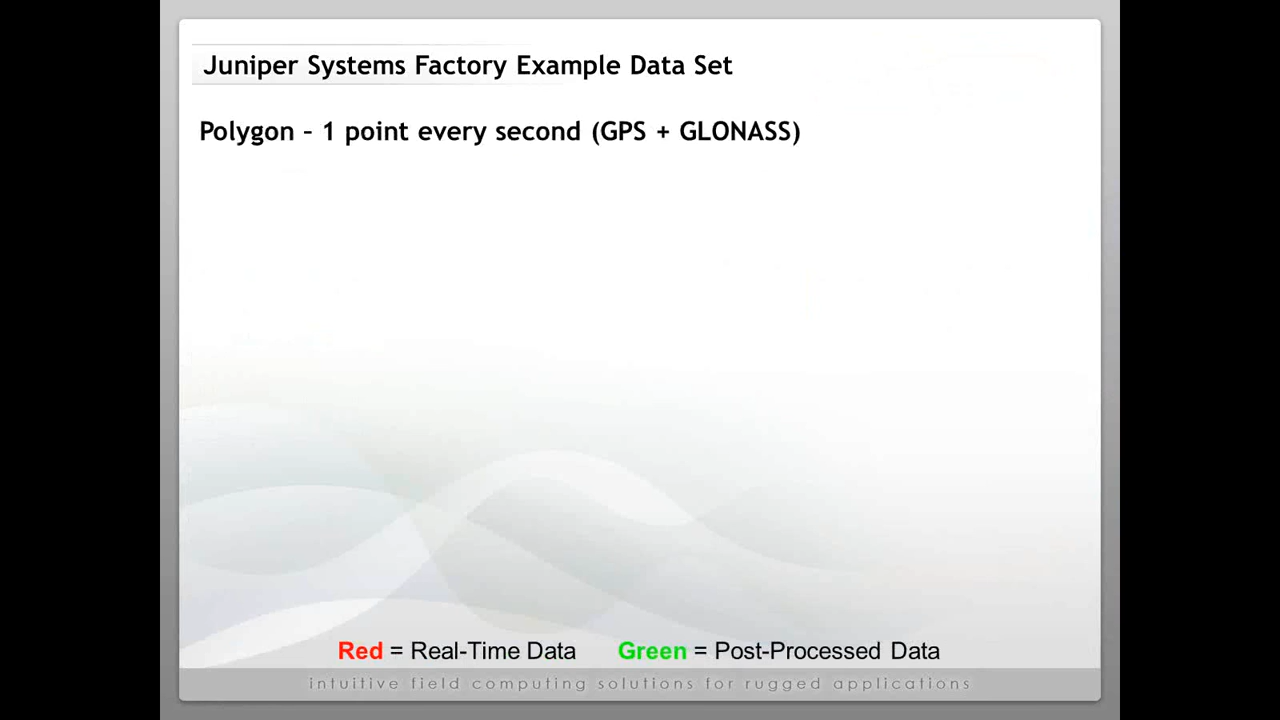 Juniper Systems Factory Example Data Set
Polygon – 1 point every second (GPS + GLONASS)
Red = Real-Time Data Green = Post-Processed Data
intuitive field computing solutions for rugged applications